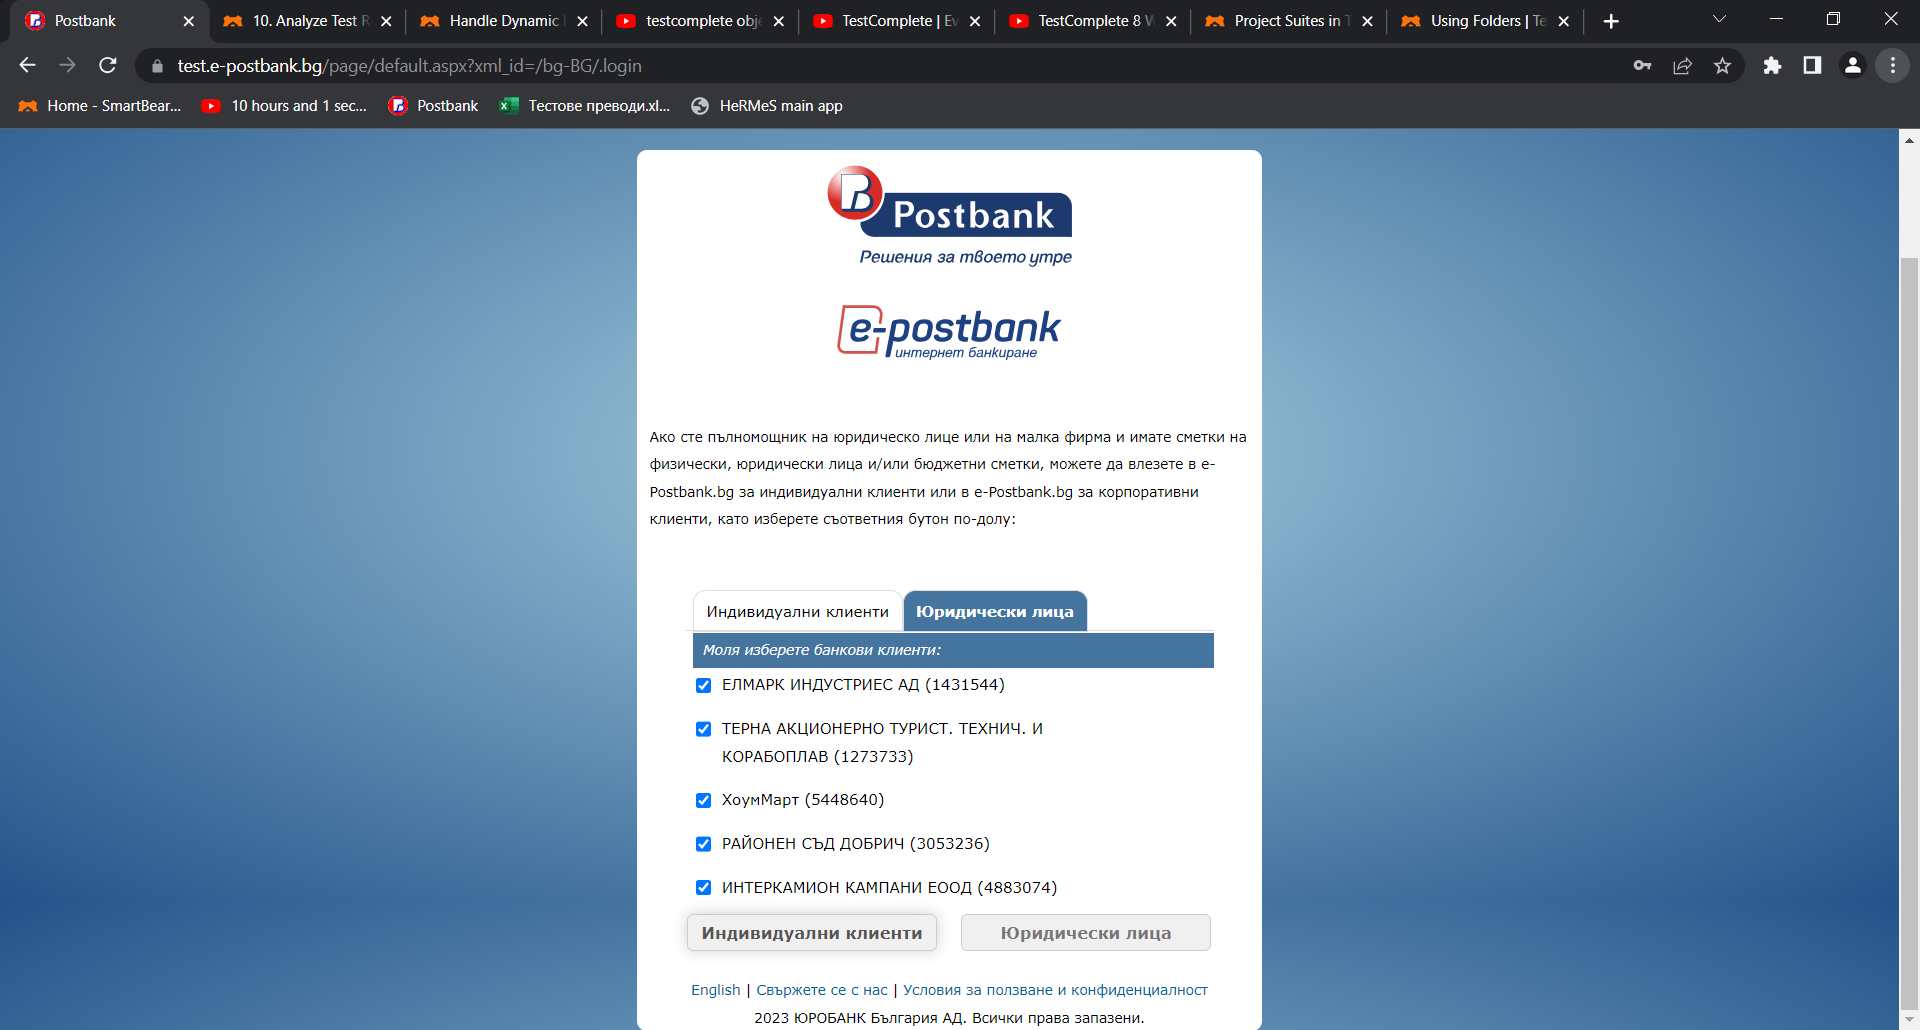 Postbank
10. Analyze Test R
Handle Dynamic
testcomplete obje
TestComplete | Ev
TestComplete 8 W
Project Suites in T
Using Folders | Te
test.e-postbank.bg/page/default.aspx?xml_id=/bg-BG/.login
Home - SmartBear...
10 hours and 1 sec...
Postbank
Тестове преводи.xl...
HeRMeS main app
Postbank
Решения за твоето утре
e-postbank
интернет банкиране
Ако сте пълномощник на юридическо лице или на малка фирма и имате сметки на
физически, юридически лица и/или бюджетни сметки, можете да влезете в e-
Postbank.bg за индивидуални клиенти или в e-Postbank.bg за корпоративни
клиенти, като изберете съответния бутон по-долу:
Индивидуални клиенти
Юридически лица
Моля изберете банкови клиенти:
ЕЛМАРК ИНДУСТРИЕС АД (1431544)
ТЕРНА АКЦИОНЕРНО ТУРИСТ. ТЕХНИЧ. И
КОРАБОПЛАВ (1273733)
ХоумМарт (5448640)
РАЙОНЕН СЪД ДОБРИЧ (3053236)
ИНТЕРКАМИОН КАМПАНИ ЕООД (4883074)
Индивидуални клиенти
Юридически лица
English | Свържете се с нас | Условия за ползване и конфиденциалност
2023 ЮРОБАНК България АД. Всички права запазени.